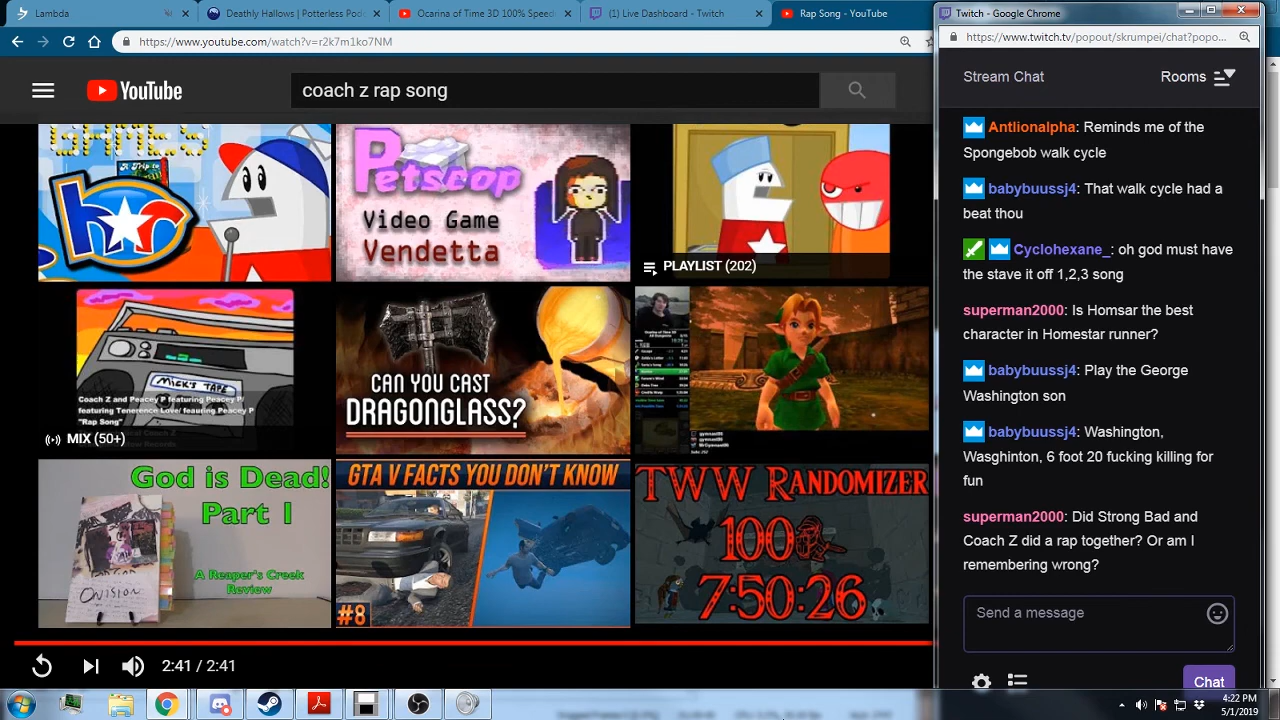 Lambda
Deathly Hallows | Potterless Pod
Ocarina of Time 3D 100% Speed
(1) Live Dashboard - Twitch
Rap Song - YouTube
Twitch - Google Chrome
https://www.youtube.com/watch?v=r2k7m1ko7NM
https://www.twitch.tv/popout/skrumpei/chat?popo...
YouTube
coach z rap song
Stream Chat
Rooms
hr
Petscop
Video Game
Vendetta
PLAYLIST (202)
MICK'S TAPE
Coach Z and Peacey P featuring Peacey P/
featuring Tenerence Love/ feauring Peacey P
"Rap Song"
MIX (50+)
CAN YOU CAST
DRAGONGLASS?
God is Dead!
Part 1
A Reaper's Creek
Review
GTA V FACTS YOU DON'T KNOW
#8
TWW RANDOMIZER
100%
7:50:26
2:41 / 2:41
Antlionalpha: Reminds me of the
Spongebob walk cycle
babybuussj4: That walk cycle had a
beat thou
Cyclohexane_: oh god must have
the stave it off 1,2,3 song
superman2000: Is Homsar the best
character in Homestar runner?
babybuussj4: Play the George
Washington son
babybuussj4: Washington,
Wasghinton, 6 foot 20 fucking killing for
fun
superman2000: Did Strong Bad and
Coach Z did a rap together? Or am I
remembering wrong?
Send a message
Chat
4:22 PM
5/1/2019